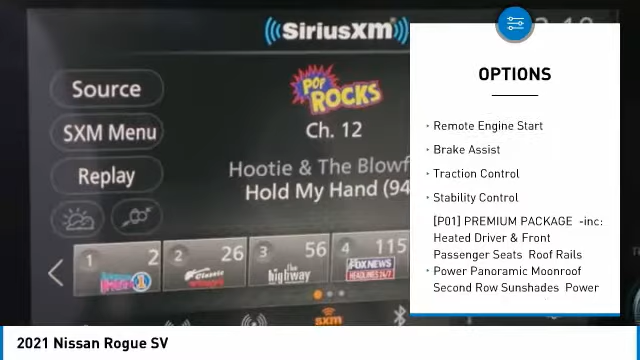 ((SiriusXM))
Source
SXM Menu
Replay
POP ROCKS
Ch. 12
Hootie & The Blowf
Hold My Hand (94
1 2
2 26
Classic
3 56
the highway
4 115
FOX NEWS
HEADLINES 24/7
sxm
OPTIONS
· Remote Engine Start
· Brake Assist
· Traction Control
· Stability Control
[P01] PREMIUM PACKAGE -inc:
Heated Driver & Front
Passenger Seats Roof Rails
· Power Panoramic Moonroof
Second Row Sunshades Power
2021 Nissan Rogue SV